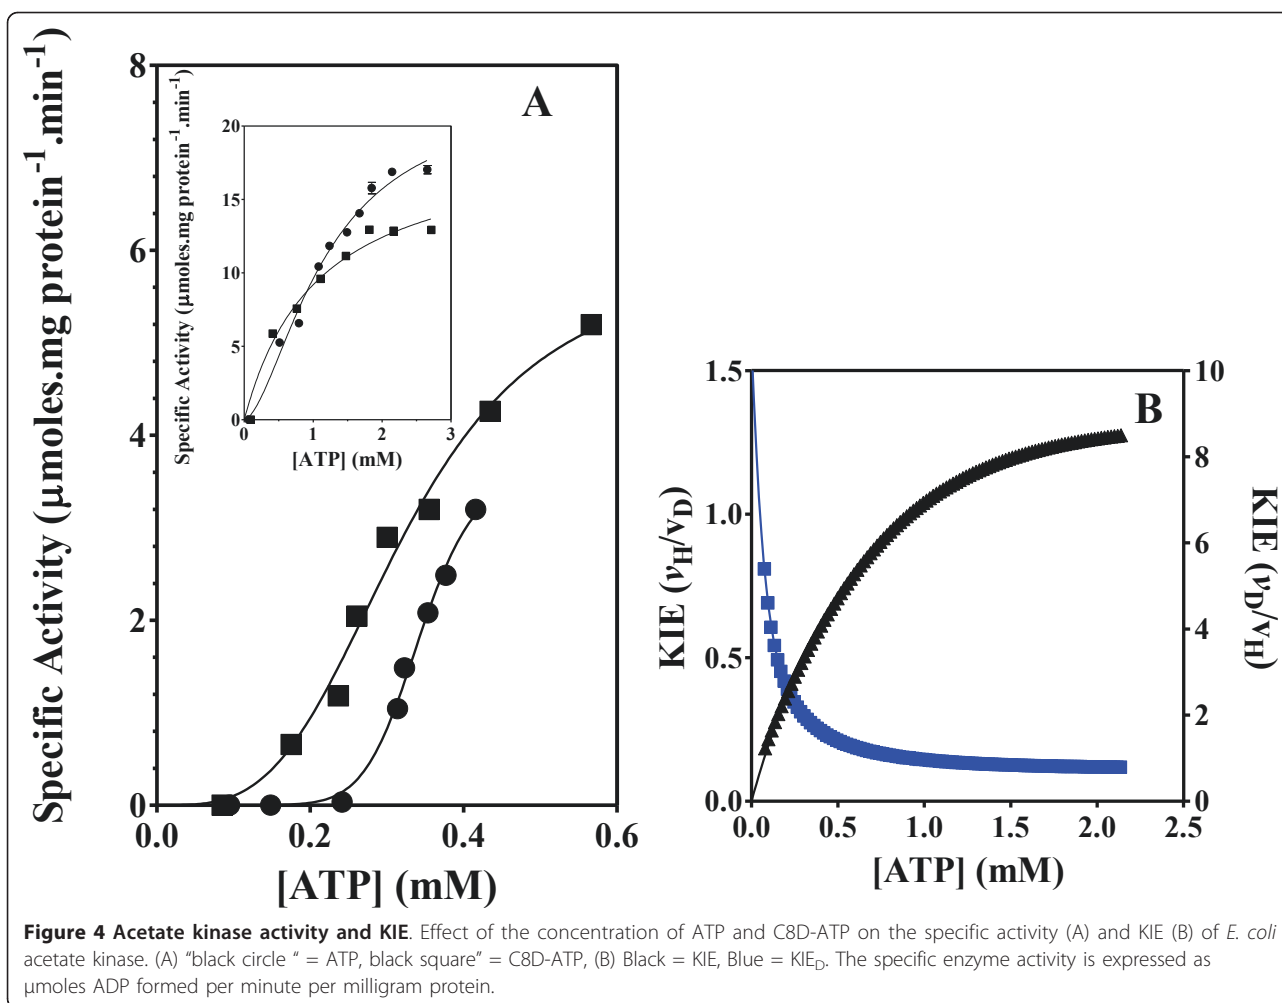 Specific Activity (μmoles.mg protein⁻¹.min⁻¹)
8
6
4
2
0
0.0 0.2 0.4 0.6
[ATP] (mM)
A
Specific Activity (μmoles.mg protein⁻¹.min⁻¹)
20
15
10
5
0
0 1 2 3
[ATP] (mM)
B
KIE (νH/vD)
1.5
1.0
0.5
0.0
0.0 0.5 1.0 1.5 2.0 2.5
[ATP] (mM)
10
8
6
4
2
0
KIE (νD/vH)
Figure 4 Acetate kinase activity and KIE. Effect of the concentration of ATP and C8D-ATP on the specific activity (A) and KIE (B) of E. coli
acetate kinase. (A) "black circle " = ATP, black square" = C8D-ATP, (B) Black = KIE, Blue = KIED. The specific enzyme activity is expressed as
μmoles ADP formed per minute per milligram protein.